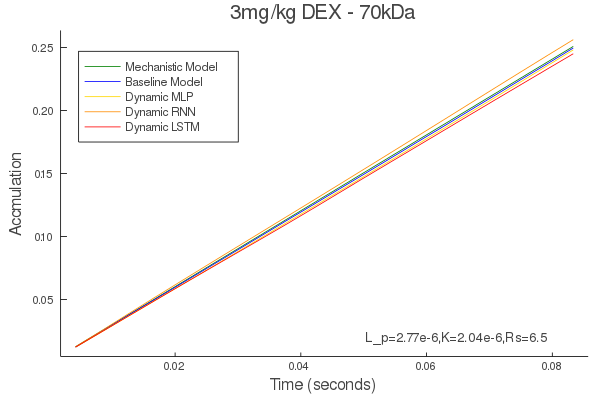 3mg/kg DEX - 70kDa
0.25
0.20
0.15
0.10
0.05
Accmulation
Mechanistic Model
Baseline Model
Dynamic MLP
Dynamic RNN
Dynamic LSTM
L_p=2.77e-6,K=2.04e-6,Rs=6.5
0.02 0.04 0.06 0.08
Time (seconds)